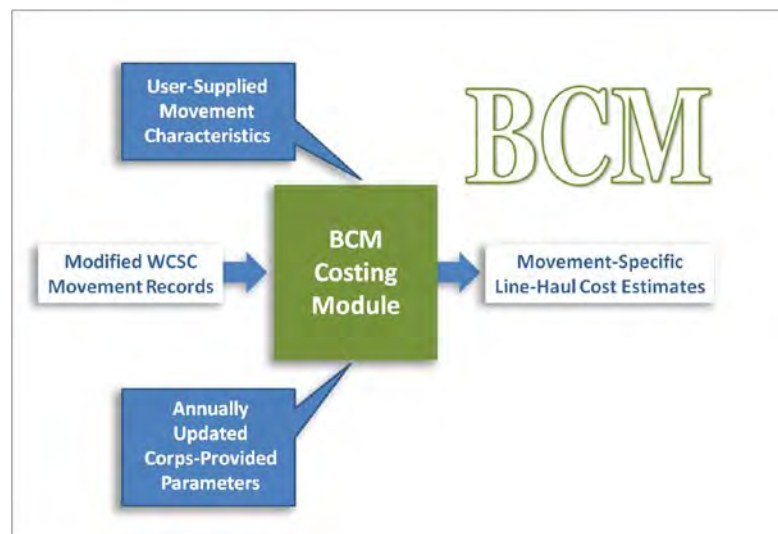 User-Supplied
Movement
Characteristics
BCM
Modified WCSC
Movement Records
BCM
Costing
Module
Movement-Specific
Line-Haul Cost Estimates
Annually
Updated
Corps-Provided
Parameters